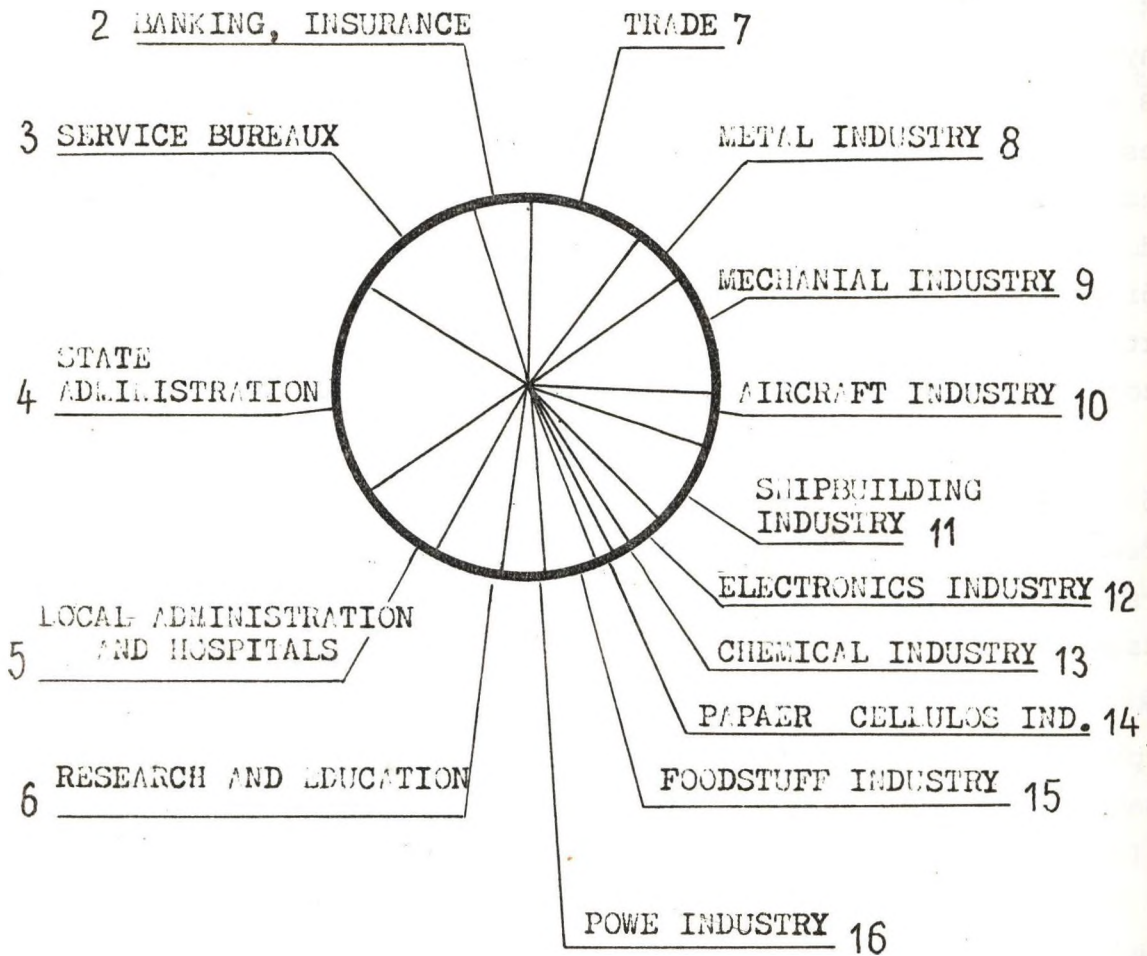 2 BANKING, INSURANCE
TRADE 7
3 SERVICE BUREAUX
METAL INDUSTRY 8
MECHANIAL INDUSTRY 9
STATE
4 ADMINISTRATION
AIRCRAFT INDUSTRY 10
SHIPBUILDING
INDUSTRY 11
ELECTRONICS INDUSTRY 12
LOCAL ADMINISTRATION
5 AND HOSPITALS
CHEMICAL INDUSTRY 13
PAPAER CELLULOS IND. 14
6 RESEARCH AND EDUCATION
FOODSTUFF INDUSTRY 15
POWE INDUSTRY 16